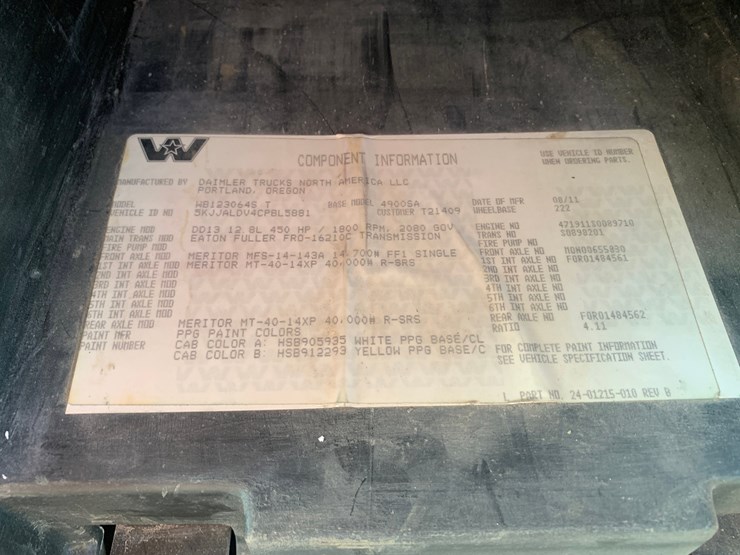 COMPONENT INFORMATION
USE VEHICLE ID NUMBER
WHEN ORDERING PARTS.
MANUFACTURED BY DAIMLER TRUCKS NORTH AMERICA LLC
PORTLAND, OREGON
MODEL WB123064S T BASE MODEL 4900SA DATE OF MFR 08/11
VEHICLE ID NO 5KJJALDV4CPBL5881 CUSTOMER T21409 WHEELBASE 222
ENGINE MOD DD13 12.8L 450 HP / 1800 RPM, 2080 GOV ENGINE NO 471911S0089710
MAIN TRANS MOD EATON FULLER FRO-16210C TRANSMISSION TRANS NO S0898201
FIRE PUMP MOD FIRE PUMP NO
FRONT AXLE MOD MERITOR MFS-14-143A 14,700# FF1 SINGLE FRONT AXLE NO
1ST INT AXLE MOD MERITOR MT-40-14XP 40,000# R-SRS 1ST INT AXLE NO FOR01484561
2ND INT AXLE MOD 2ND INT AXLE NO
3RD INT AXLE MOD 3RD INT AXLE NO
4TH INT AXLE MOD 4TH INT AXLE NO
5TH INT AXLE MOD 5TH INT AXLE NO
6TH INT AXLE MOD 6TH INT AXLE NO
REAR AXLE MOD MERITOR MT-40-14XP 40,000# R-SRS REAR AXLE NO FOR01484562
PAINT MFR PPG PAINT COLORS RATIO 4.11
PAINT NUMBER CAB COLOR A: HSB905935 WHITE PPG BASE/CL FOR COMPLETE PAINT INFORMATION
CAB COLOR B: HSB912293 YELLOW PPG BASE/C SEE VEHICLE SPECIFICATION SHEET.
PART NO. 24-01215-010 REV B